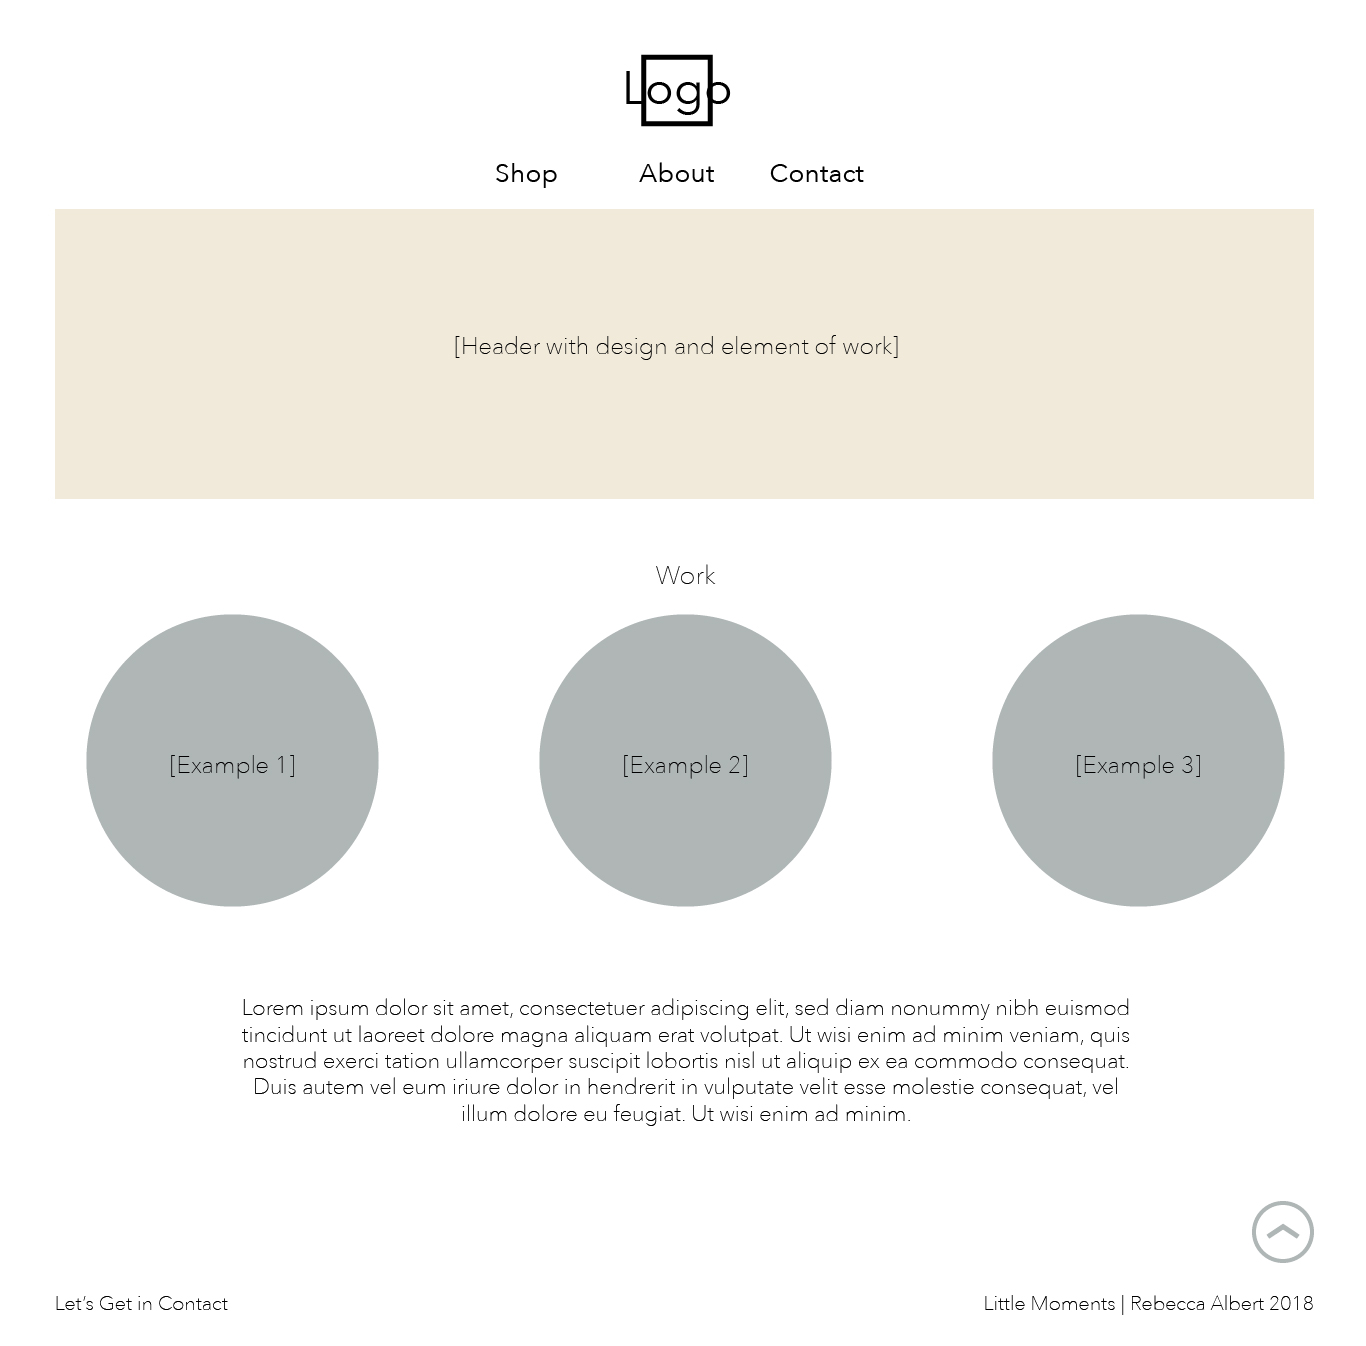 Logo
Shop About Contact
[Header with design and element of work]
Work
[Example 1] [Example 2] [Example 3]
Lorem ipsum dolor sit amet, consectetuer adipiscing elit, sed diam nonummy nibh euismod
tincidunt ut laoreet dolore magna aliquam erat volutpat. Ut wisi enim ad minim veniam, quis
nostrud exerci tation ullamcorper suscipit lobortis nisl ut aliquip ex ea commodo consequat.
Duis autem vel eum iriure dolor in hendrerit in vulputate velit esse molestie consequat, vel
illum dolore eu feugiat. Ut wisi enim ad minim.
Let’s Get in Contact Little Moments | Rebecca Albert 2018